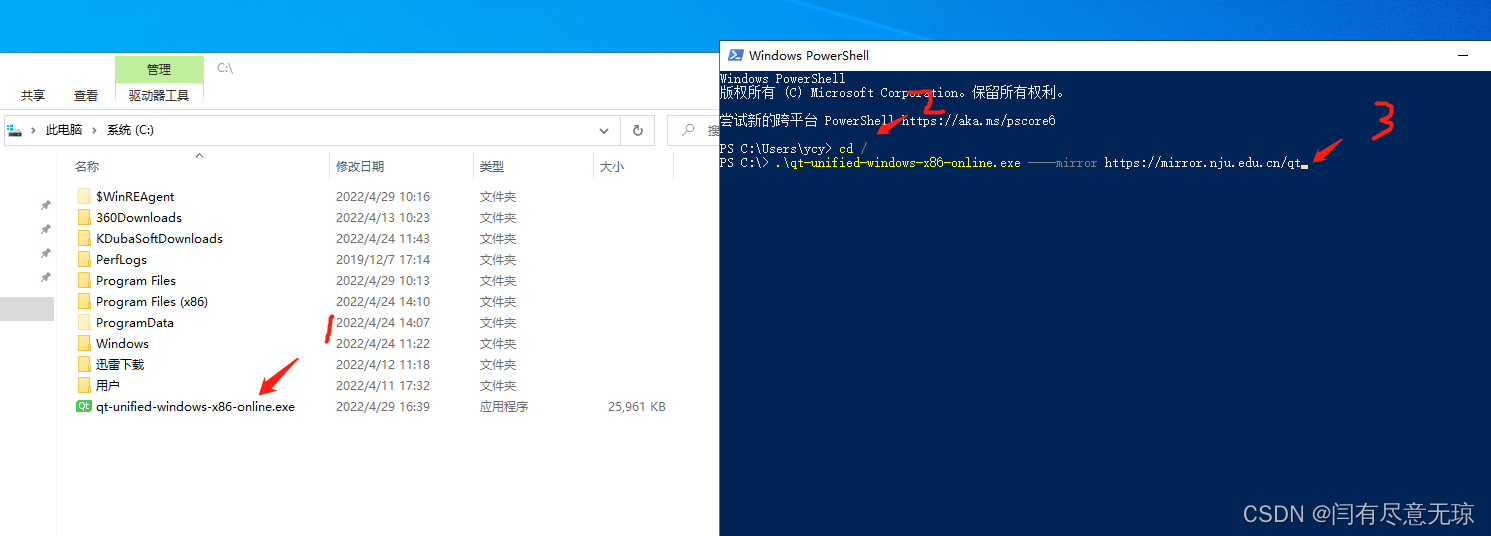 管理
C:\
共享
查看
驱动器工具
此电脑 > 系统 (C:)
搜
名称
修改日期
类型
大小
$WinREAgent 2022/4/29 10:16 文件夹
360Downloads 2022/4/13 10:23 文件夹
KDubaSoftDownloads 2022/4/24 11:43 文件夹
PerfLogs 2019/12/7 17:14 文件夹
Program Files 2022/4/29 10:13 文件夹
Program Files (x86) 2022/4/24 14:10 文件夹
ProgramData 2022/4/24 14:07 文件夹
Windows 2022/4/24 11:22 文件夹
迅雷下载 2022/4/12 11:18 文件夹
用户 2022/4/11 17:32 文件夹
Qt qt-unified-windows-x86-online.exe 2022/4/29 16:39 应用程序 25,961 KB
1
Windows PowerShell
Windows PowerShell
版权所有 (C) Microsoft Corporation。保留所有权利。
尝试新的跨平台 PowerShell https://aka.ms/pscore6
PS C:\Users\ycy> cd /
PS C:\> .\qt-unified-windows-x86-online.exe ——mirror https://mirror.nju.edu.cn/qt
2
3
CSDN @闫有尽意无琼